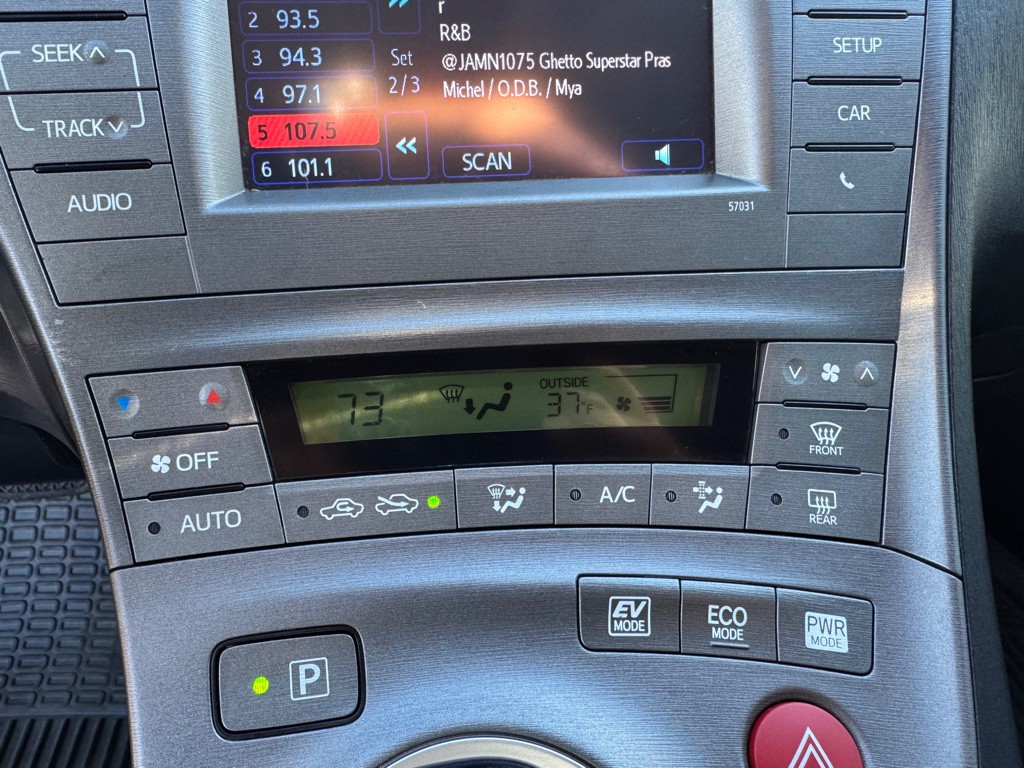 2 93.5
3 94.3
4 97.1
5 107.5
6 101.1
Set
2/3
r
R&B
@JAMN1075 Ghetto Superstar Pras
Michel / O.D.B. / Mya
SCAN
SEEK
TRACK
AUDIO
SETUP
CAR
57031
73
OUTSIDE
37°F
OFF
AUTO
A/C
FRONT
REAR
EV
MODE
ECO
MODE
PWR
MODE
P